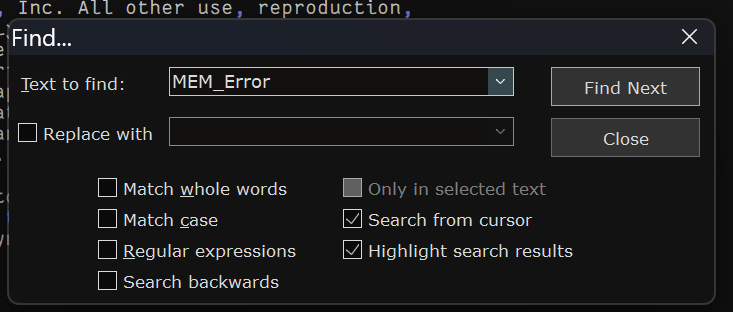 , Inc. All other use, reproduction,
Find...
Text to find: MEM_Error
Find Next
Replace with
Close
Match whole words
Only in selected text
Match case
Search from cursor
Regular expressions
Highlight search results
Search backwards